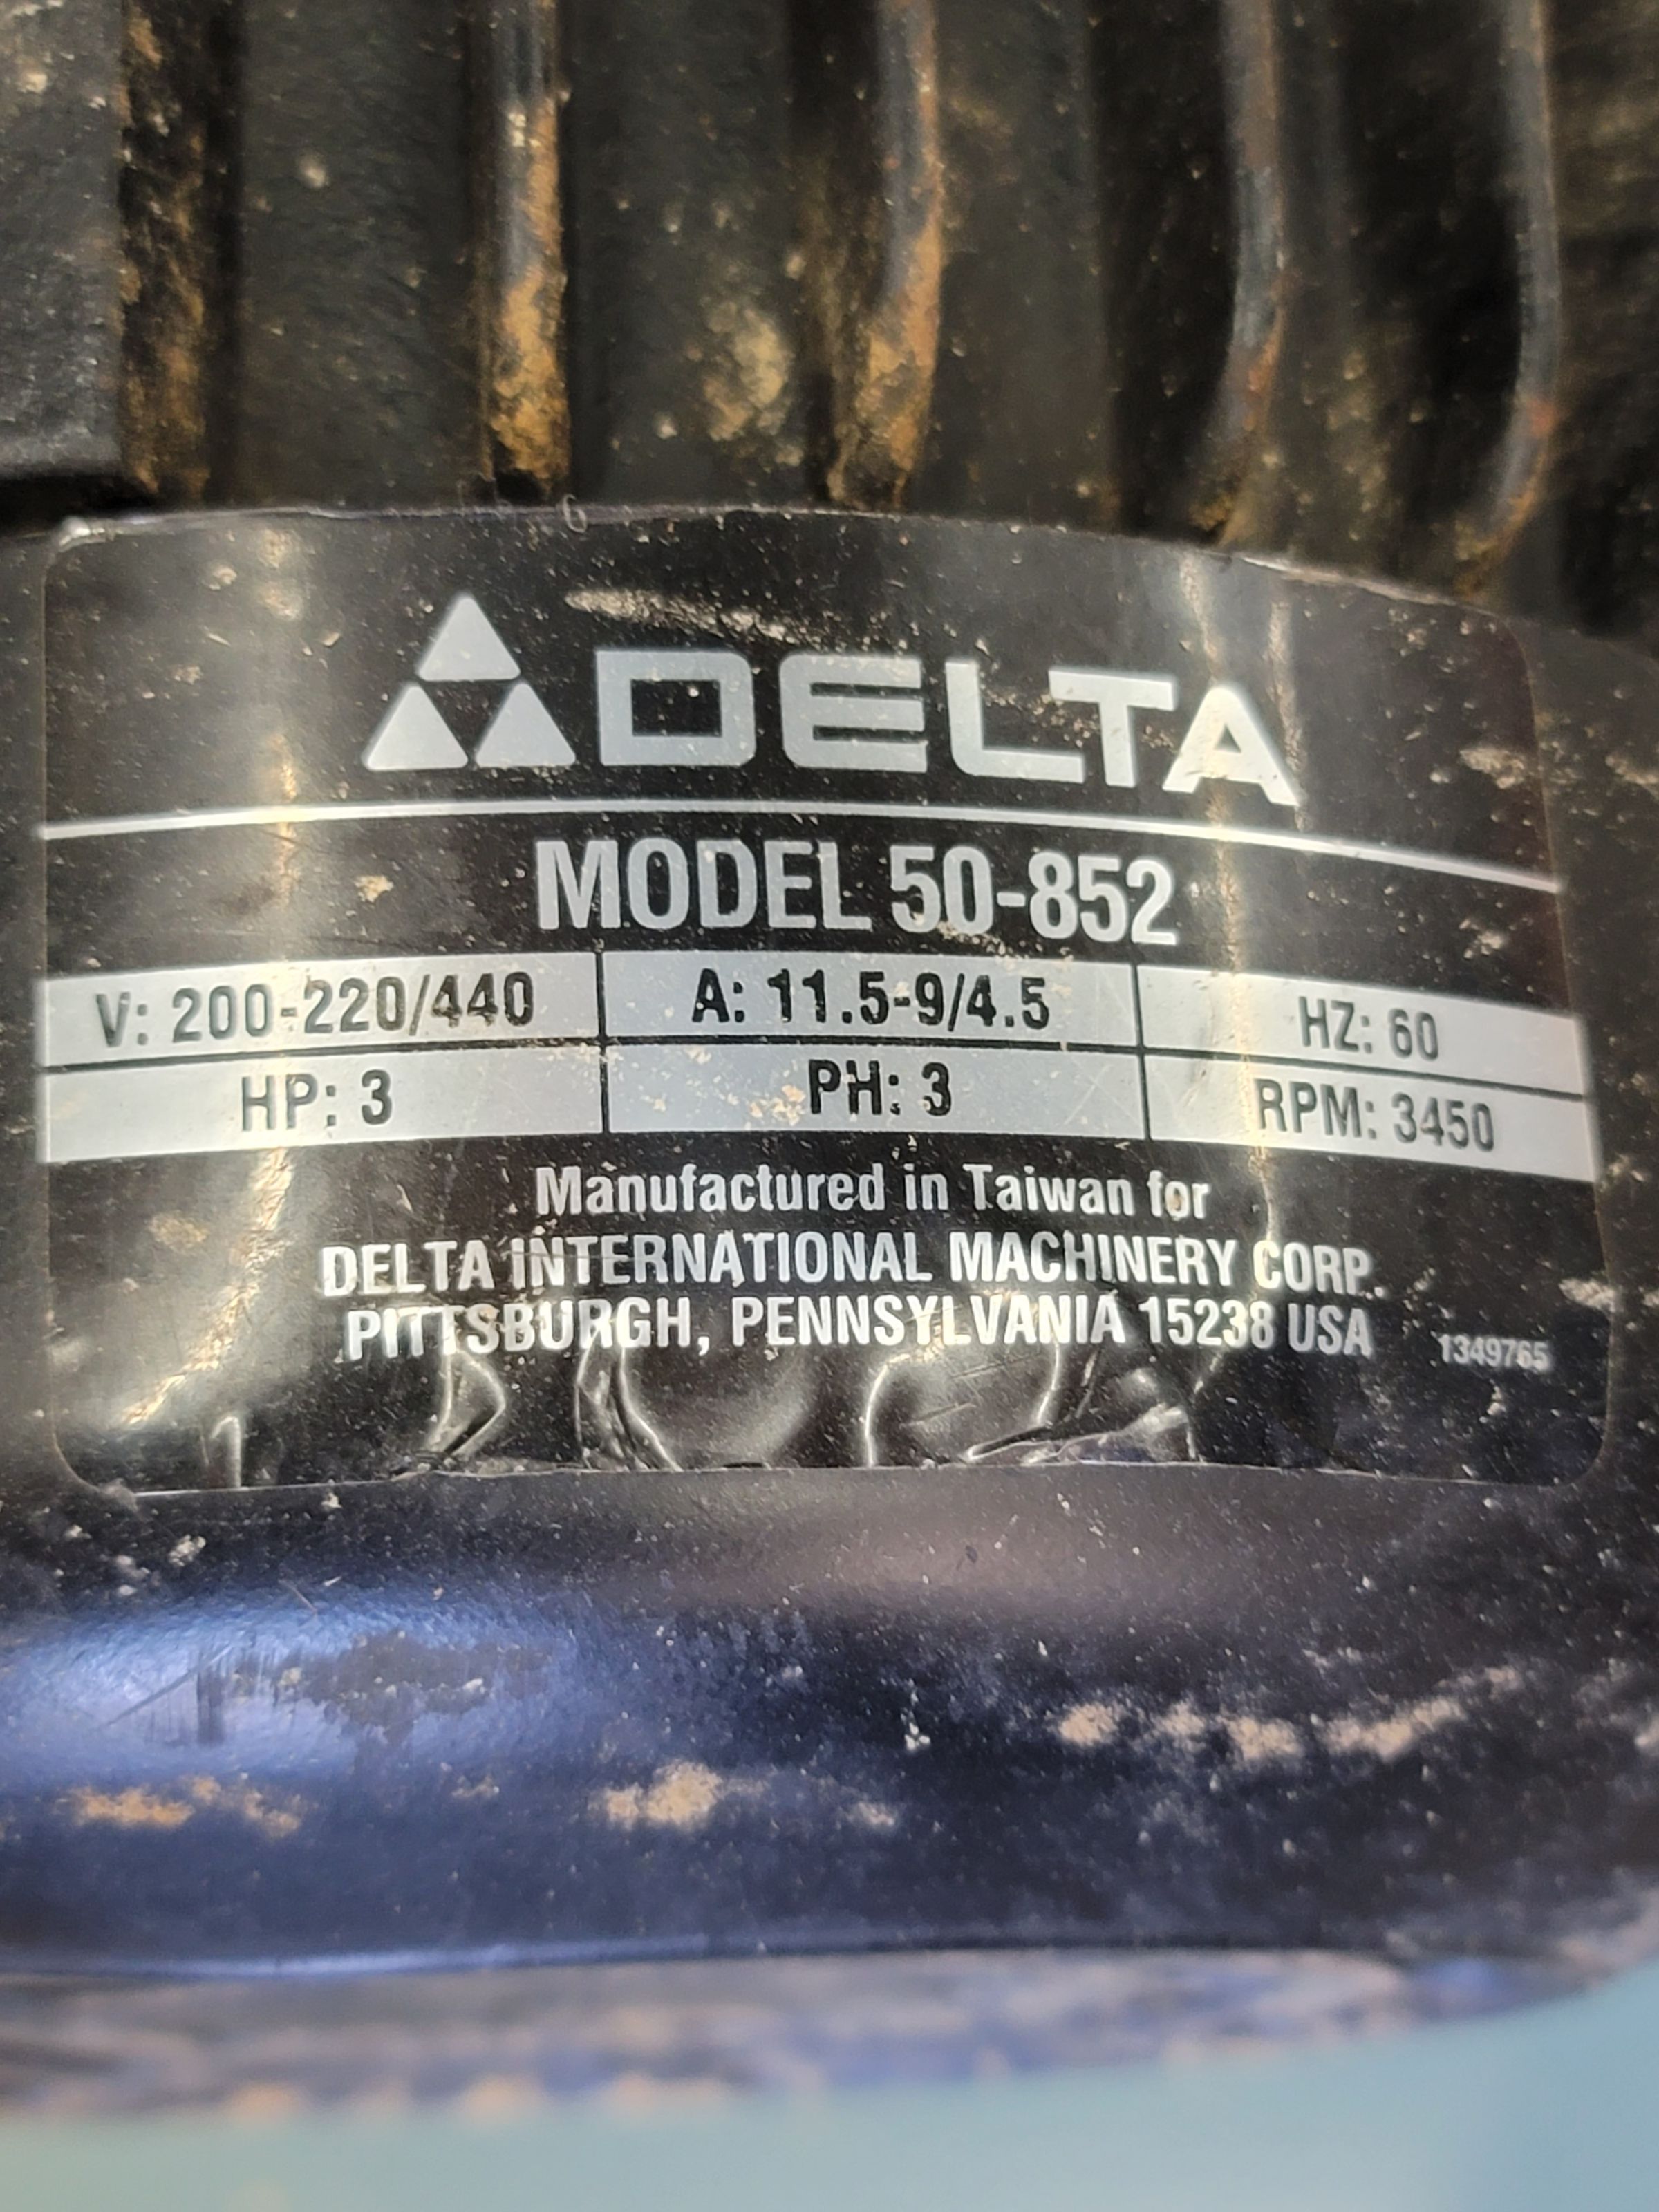 DELTA
MODEL 50-852
V: 200-220/440 A: 11.5-9/4.5 HZ: 60
HP: 3 PH: 3 RPM: 3450
Manufactured in Taiwan for
DELTA INTERNATIONAL MACHINERY CORP.
PITTSBURGH, PENNSYLVANIA 15238 USA 1349765